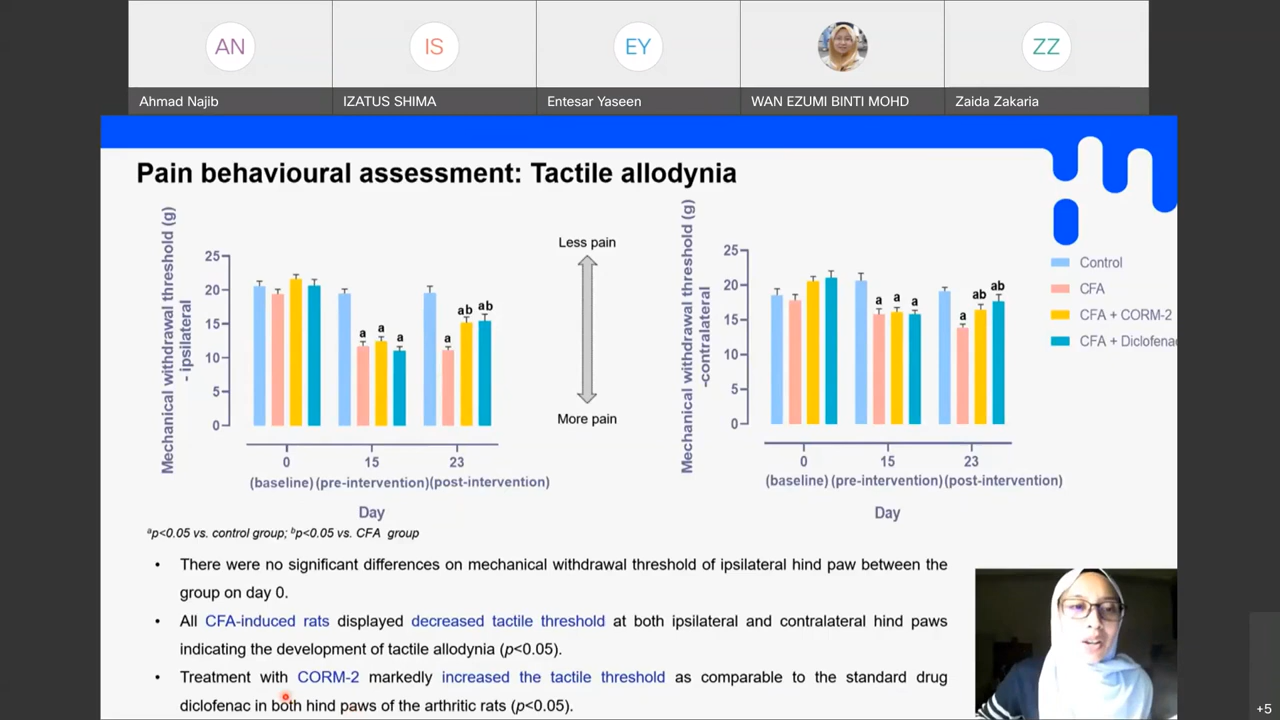 AN
IS
EY
ZZ
Ahmad Najib
IZATUS SHIMA
Entesar Yaseen
WAN EZUMI BINTI MOHD
Zaida Zakaria
Pain behavioural assessment: Tactile allodynia
Mechanical withdrawal threshold (g)
- ipsilateral
25
20
15
10
5
0
a
a
a
a
ab
ab
0
15
23
(baseline)
(pre-intervention)
(post-intervention)
Day
Less pain
More pain
Mechanical withdrawal threshold (g)
-contralateral
25
20
15
10
5
0
a
a
a
a
ab
ab
0
15
23
(baseline)
(pre-intervention)
(post-intervention)
Day
Control
CFA
CFA + CORM-2
CFA + Diclofenac
ap<0.05 vs. control group; bp<0.05 vs. CFA group
• There were no significant differences on mechanical withdrawal threshold of ipsilateral hind paw between the
group on day 0.
• All CFA-induced rats displayed decreased tactile threshold at both ipsilateral and contralateral hind paws
indicating the development of tactile allodynia (p<0.05).
• Treatment with CORM-2 markedly increased the tactile threshold as comparable to the standard drug
diclofenac in both hind paws of the arthritic rats (p<0.05).
+5